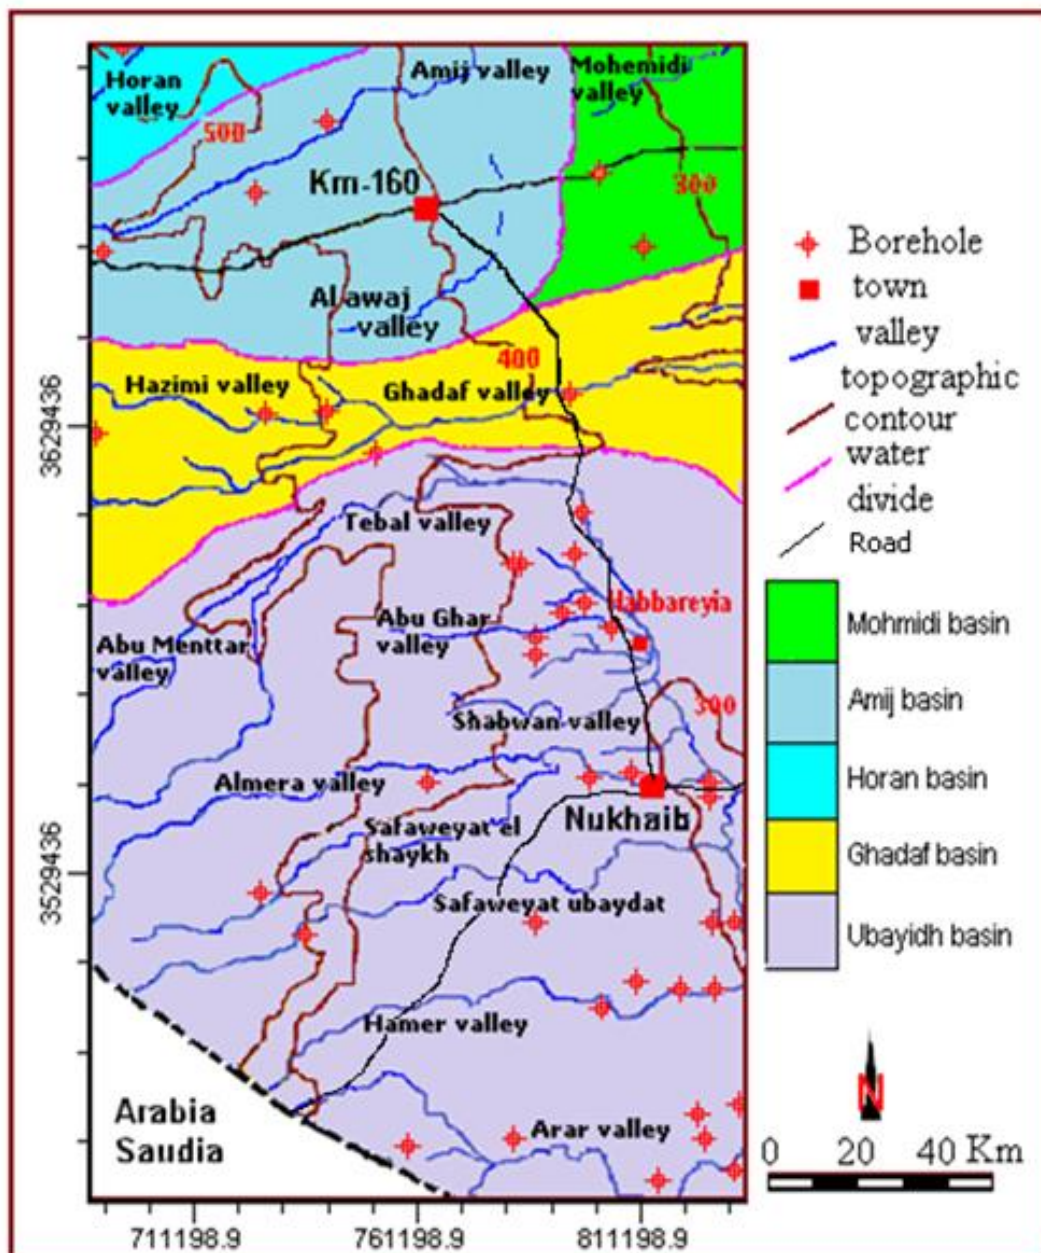 Horan
valley
Amij valley
Mohemidi
valley
500
Km-160
300
Al awaj
valley
400
Hazimi valley
Ghadaf valley
Tebal valley
Habbareyia
Abu Ghar
valley
Abu Menttar
valley
300
Shabwan valley
Almera valley
Nukhaib
Safaweyat el
shaykh
Safaweyat ubaydat
Hamer valley
Arabia
Saudia
Arar valley
3629436
3529436
711198.9
761198.9
811198.9
Borehole
town
valley
topographic
contour
water
divide
Road
Mohmidi basin
Amij basin
Horan basin
Ghadaf basin
Ubayidh basin
N
0 20 40 Km